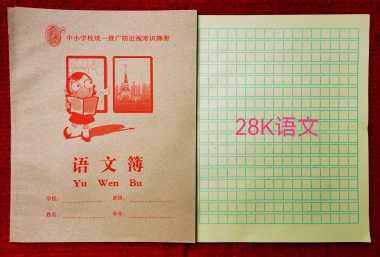 中小学校统一推广防近视常识簿册
语文簿
Yu Wen Bu
学校:
班级:
姓名:
学号:
28K语文